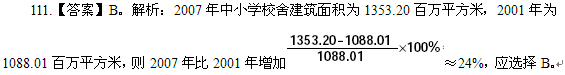 111.【答案】B。解析：2007 年中小学校舍建筑面积为 1353.20 百万平方米，2001 年为
1088.01 百万平方米，则 2007 年比 2001 年增加 $\frac{1353.20-1088.01}{1088.01}$×100% ≈24%，应选择 B。